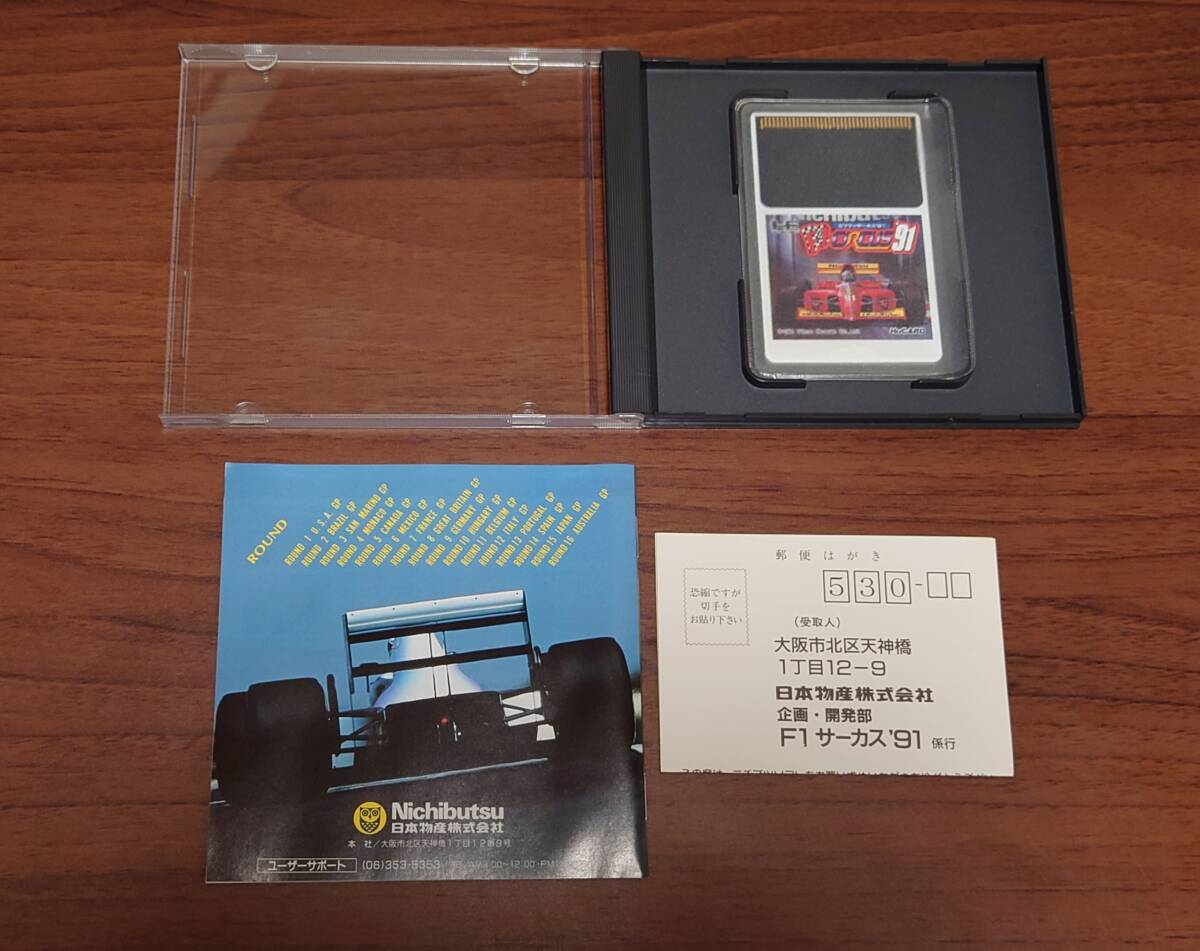 Nichibutsu
'91
HuCARD
ROUND
ROUND 1 U.S.A. GP
ROUND 2 BRAZIL GP
ROUND 3 SAN MARINO GP
ROUND 4 MONACO GP
ROUND 5 CANADA GP
ROUND 6 MEXICO GP
ROUND 7 FRANCE GP
ROUND 8 GREAT BRITAIN GP
ROUND 9 GERMANY GP
ROUND 10 HUNGARY GP
ROUND 11 BELGIUM GP
ROUND 12 ITALY GP
ROUND 13 PORTUGAL GP
ROUND 14 SPAIN GP
ROUND 15 JAPAN GP
ROUND 16 AUSTRALIA GP
Nichibutsu
日本物産株式会社
本 社/大阪市北区天神橋1丁目12番9号
ユーザーサポート (06)353-5353
郵便はがき
恐縮ですが
切手を
お貼り下さい
530-
(受取人)
大阪市北区天神橋
1丁目12-9
日本物産株式会社
企画・開発部
F1サーカス'91 係行